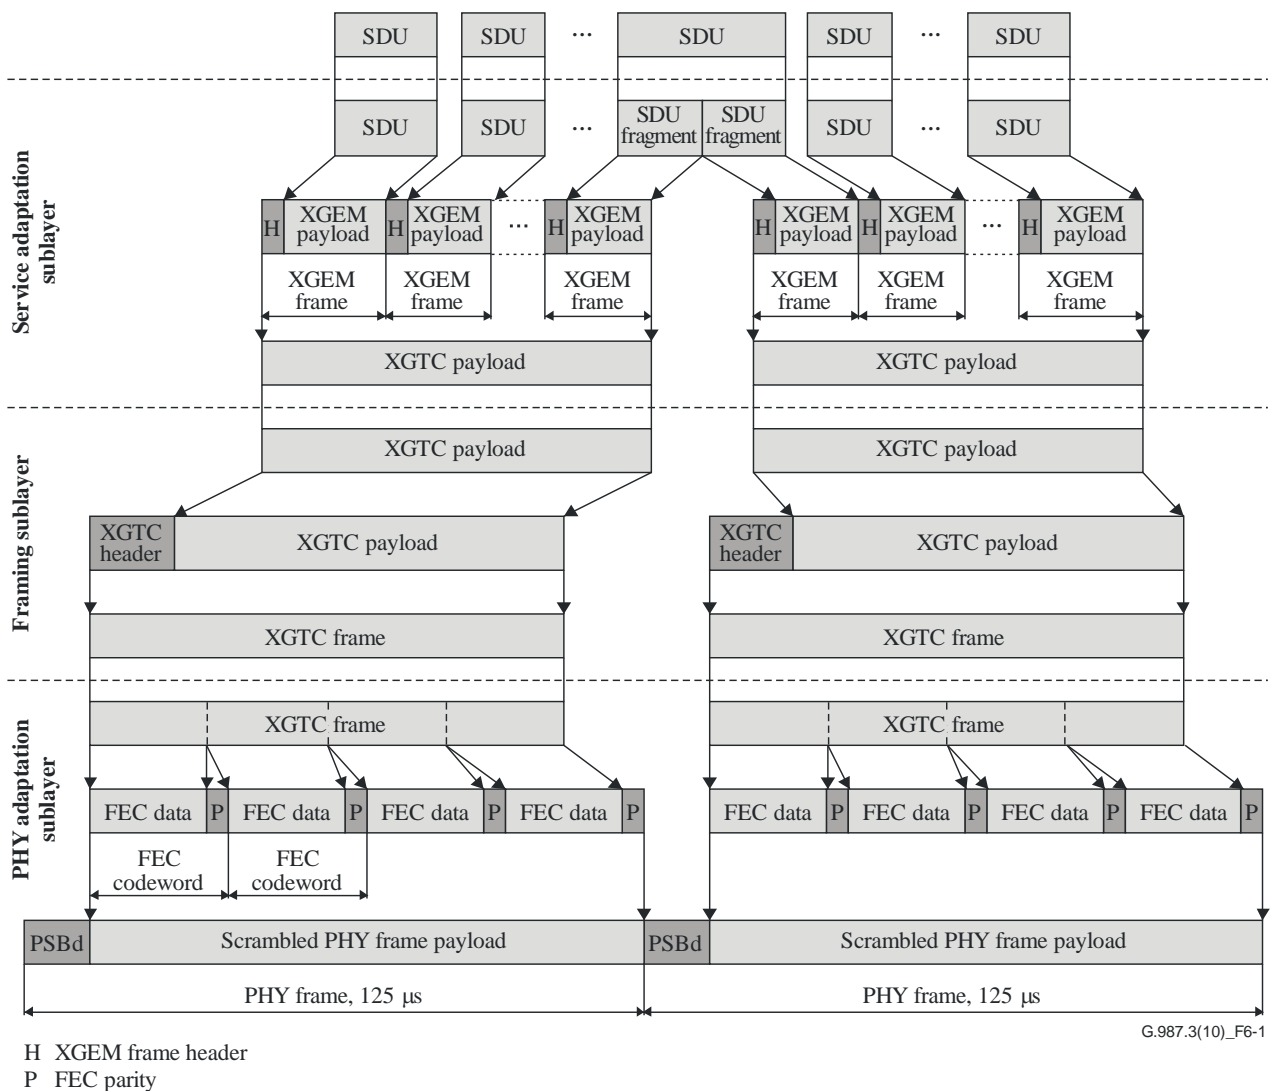 SDU SDU ... SDU SDU ... SDU
Service adaptation
sublayer
SDU SDU ... SDU
fragment SDU
fragment SDU ... SDU
H XGEM
payload H XGEM
payload ... H XGEM
payload H XGEM
payload H XGEM
payload ... H XGEM
payload
XGEM
frame XGEM
frame XGEM
frame XGEM
frame XGEM
frame XGEM
frame
XGTC payload XGTC payload
Framing sublayer
XGTC payload XGTC payload
XGTC
header XGTC payload XGTC
header XGTC payload
XGTC frame XGTC frame
PHY adaptation
sublayer
XGTC frame XGTC frame
FEC data P FEC data P FEC data P FEC data P FEC data P FEC data P FEC data P FEC data P
FEC
codeword FEC
codeword
PSBd Scrambled PHY frame payload PSBd Scrambled PHY frame payload
PHY frame, 125 μs PHY frame, 125 μs
G.987.3(10)_F6-1
H XGEM frame header
P FEC parity